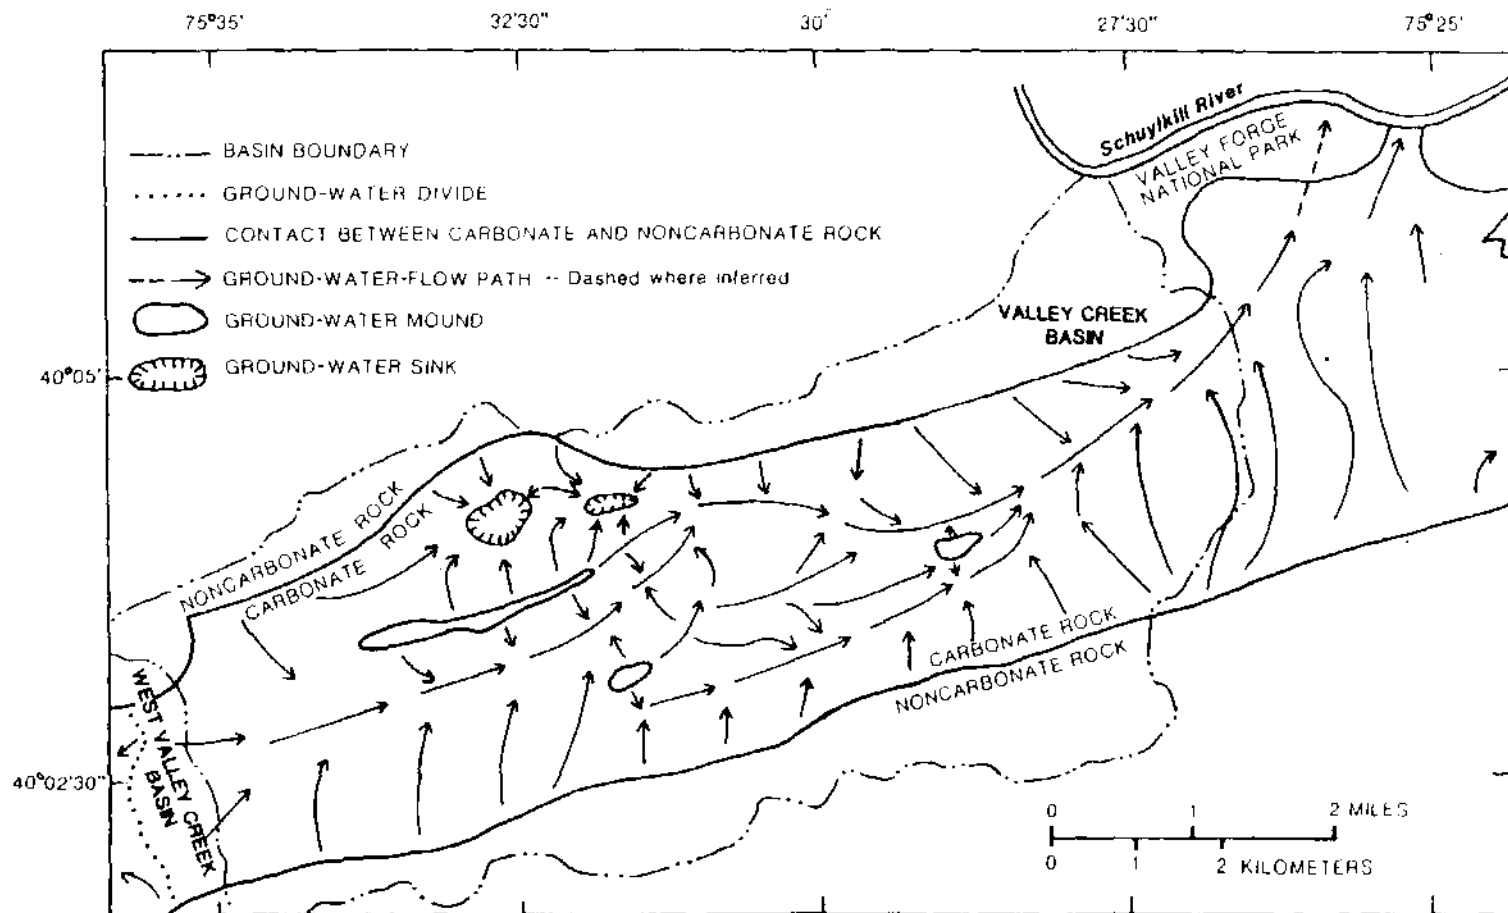 75°35' 32'30" 30" 27'30" 75°25'
Schuylkill River
VALLEY FORGE
NATIONAL PARK
BASIN BOUNDARY
GROUND-WATER DIVIDE
CONTACT BETWEEN CARBONATE AND NONCARBONATE ROCK
GROUND-WATER-FLOW PATH -- Dashed where inferred
GROUND-WATER MOUND
GROUND-WATER SINK
VALLEY CREEK
BASIN
40°05'
NONCARBONATE ROCK
CARBONATE ROCK
CARBONATE ROCK
NONCARBONATE ROCK
WEST VALLEY CREEK
BASIN
40°02'30"
0 1 2 MILES
0 1 2 KILOMETERS